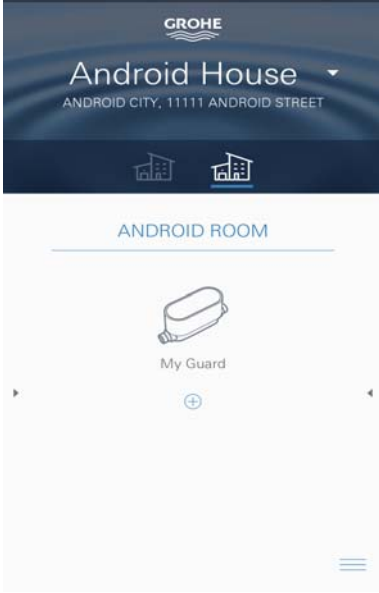 GROHE
Android House
ANDROID CITY, 11111 ANDROID STREET
ANDROID ROOM
My Guard